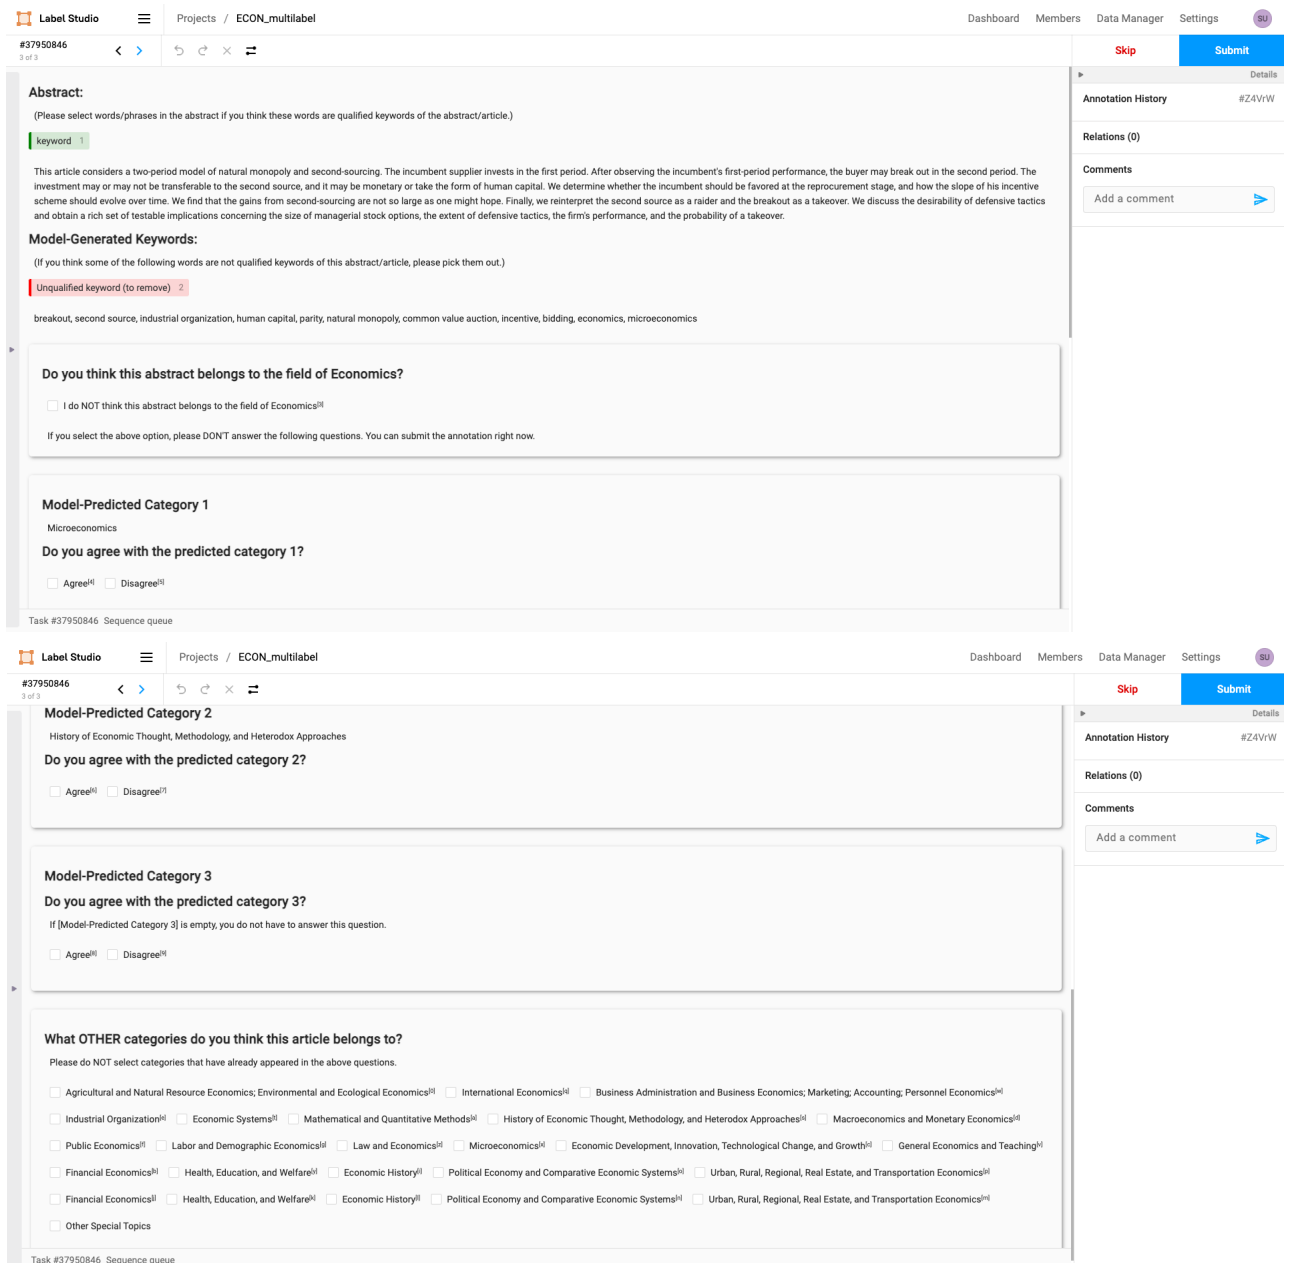 Label Studio Projects / ECON_multilabel Dashboard Members Data Manager Settings SU
#37950846
3 of 3
Skip Submit
Details
Abstract:
(Please select words/phrases in the abstract if you think these words are qualified keywords of the abstract/article.)
keyword 1
This article considers a two-period model of natural monopoly and second-sourcing. The incumbent supplier invests in the first period. After observing the incumbent's first-period performance, the buyer may break out in the second period. The
investment may or may not be transferable to the second source, and it may be monetary or take the form of human capital. We determine whether the incumbent should be favored at the reprocurement stage, and how the slope of his incentive
scheme should evolve over time. We find that the gains from second-sourcing are not so large as one might hope. Finally, we reinterpret the second source as a raider and the breakout as a takeover. We discuss the desirability of defensive tactics
and obtain a rich set of testable implications concerning the size of managerial stock options, the extent of defensive tactics, the firm's performance, and the probability of a takeover.
Model-Generated Keywords:
(If you think some of the following words are not qualified keywords of this abstract/article, please pick them out.)
Unqualified keyword (to remove) 2
breakout, second source, industrial organization, human capital, parity, natural monopoly, common value auction, incentive, bidding, economics, microeconomics
Do you think this abstract belongs to the field of Economics?
I do NOT think this abstract belongs to the field of Economics[3]
If you select the above option, please DON'T answer the following questions. You can submit the annotation right now.
Model-Predicted Category 1
Microeconomics
Do you agree with the predicted category 1?
Agree[4] Disagree[5]
Task #37950846 Sequence queue
Annotation History #Z4VrW
Relations (0)
Comments
Add a comment
Label Studio Projects / ECON_multilabel Dashboard Members Data Manager Settings SU
#37950846
3 of 3
Skip Submit
Details
Model-Predicted Category 2
History of Economic Thought, Methodology, and Heterodox Approaches
Do you agree with the predicted category 2?
Agree[6] Disagree[7]
Model-Predicted Category 3
Do you agree with the predicted category 3?
If [Model-Predicted Category 3] is empty, you do not have to answer this question.
Agree[8] Disagree[9]
What OTHER categories do you think this article belongs to?
Please do NOT select categories that have already appeared in the above questions.
Agricultural and Natural Resource Economics; Environmental and Ecological Economics International Economics[q] Business Administration and Business Economics; Marketing; Accounting; Personnel Economics[w]
Industrial Organization Economic Systems[t] Mathematical and Quantitative Methods History of Economic Thought, Methodology, and Heterodox Approaches Macroeconomics and Monetary Economics[d]
Public Economics[f] Labor and Demographic Economics[g] Law and Economics[z] Microeconomics[x] Economic Development, Innovation, Technological Change, and Growth[c] General Economics and Teaching[v]
Financial Economics[b] Health, Education, and Welfare[y] Economic History[i] Political Economy and Comparative Economic Systems[o] Urban, Rural, Regional, Real Estate, and Transportation Economics[p]
Financial Economics[j] Health, Education, and Welfare[k] Economic History[l] Political Economy and Comparative Economic Systems[n] Urban, Rural, Regional, Real Estate, and Transportation Economics[m]
Other Special Topics
Task #37950846 Sequence queue
Annotation History #Z4VrW
Relations (0)
Comments
Add a comment